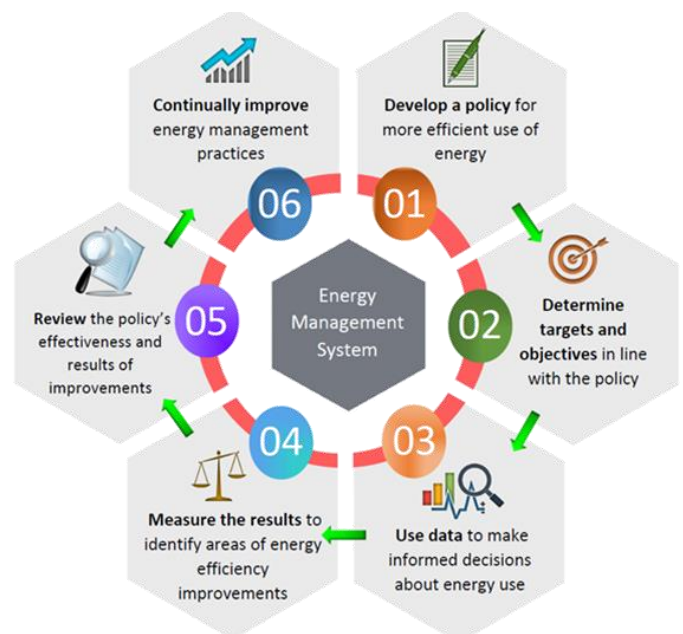 01
Develop a policy for
more efficient use of
energy
02
Determine
targets and
objectives in line
with the policy
03
Use data to make
informed decisions
about energy use
04
Measure the results to
identify areas of energy
efficiency
improvements
05
Review the policy's
effectiveness and
results of
improvements
06
Continually improve
energy management
practices
Energy
Management
System